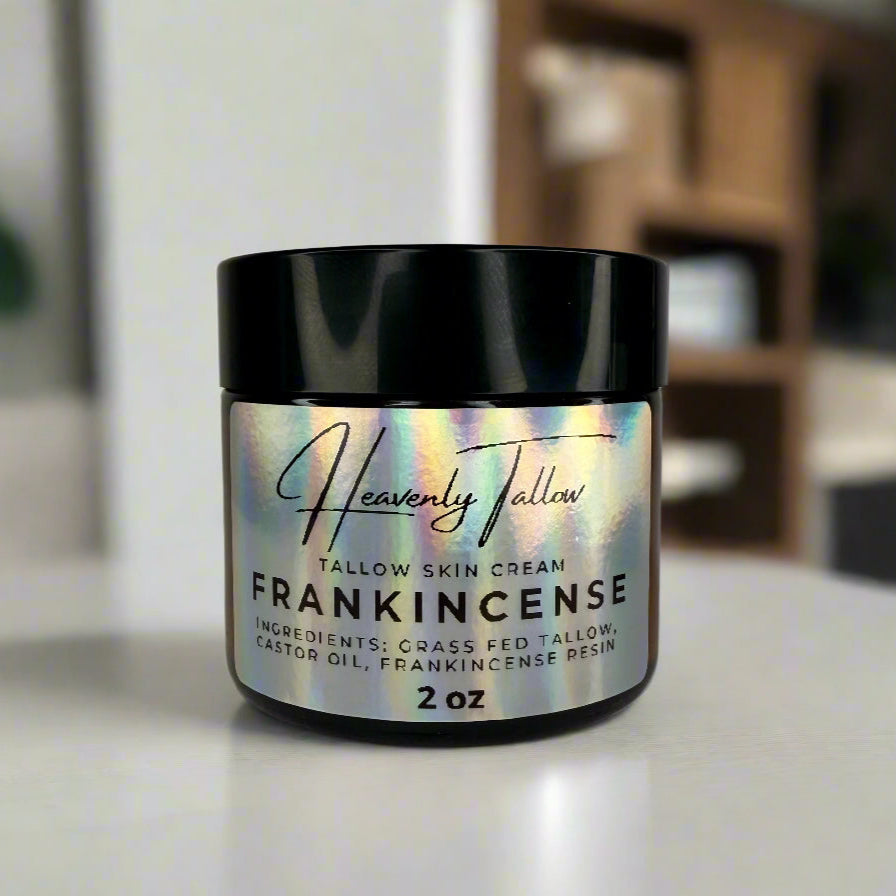 Heavenly Tallow
TALLOW SKIN CREAM
FRANKINCENSE
INGREDIENTS: GRASS FED TALLOW,
CASTOR OIL, FRANKINCENSE RESIN
2 oz